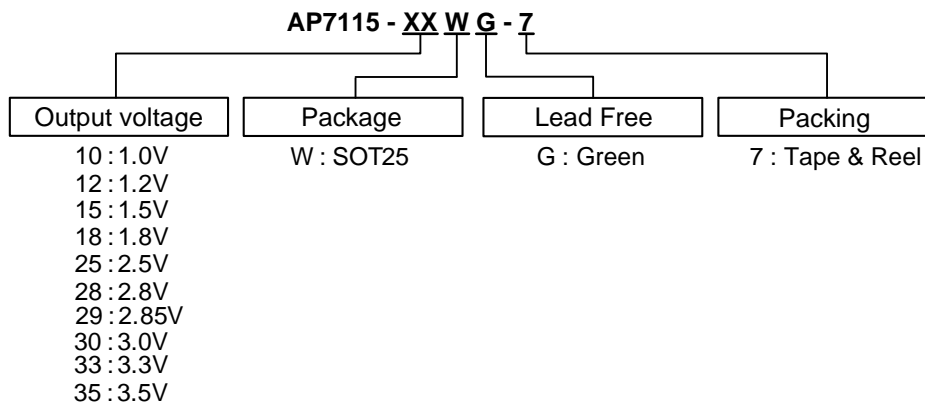 AP7115 - XX W G - 7
Output voltage
Package
Lead Free
Packing
10 : 1.0V
12 : 1.2V
15 : 1.5V
18 : 1.8V
25 : 2.5V
28 : 2.8V
29 : 2.85V
30 : 3.0V
33 : 3.3V
35 : 3.5V
W : SOT25
G : Green
7 : Tape & Reel